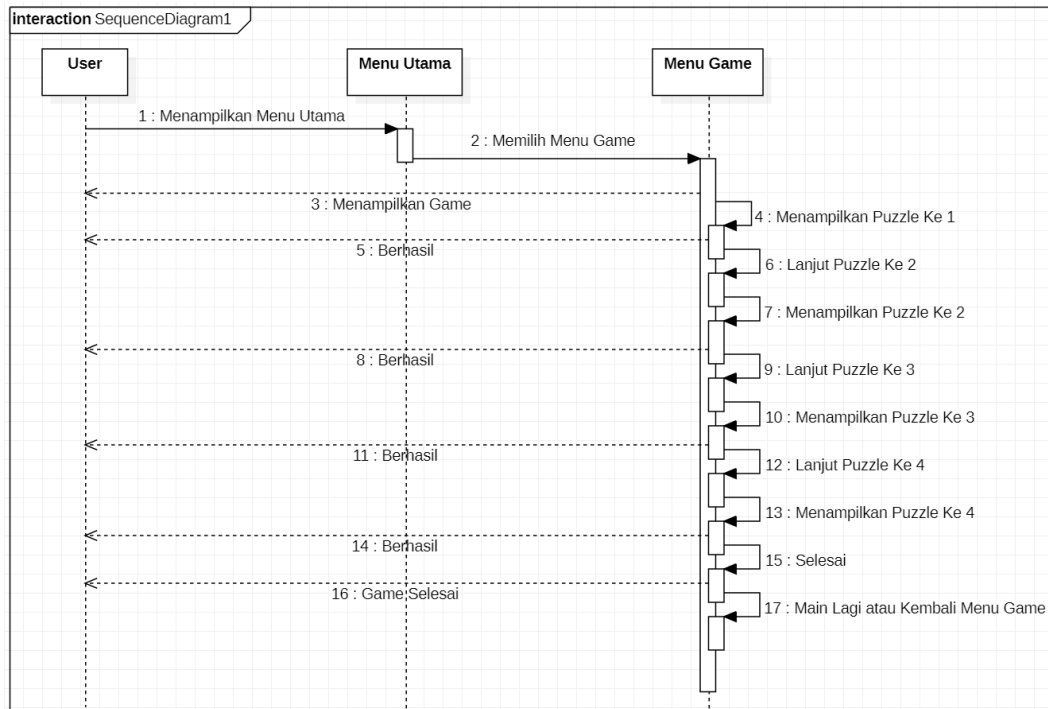 interaction SequenceDiagram1
User
Menu Utama
Menu Game
1 : Menampilkan Menu Utama
2 : Memilih Menu Game
3 : Menampilkan Game
4 : Menampilkan Puzzle Ke 1
5 : Berhasil
6 : Lanjut Puzzle Ke 2
7 : Menampilkan Puzzle Ke 2
8 : Berhasil
9 : Lanjut Puzzle Ke 3
10 : Menampilkan Puzzle Ke 3
11 : Berhasil
12 : Lanjut Puzzle Ke 4
13 : Menampilkan Puzzle Ke 4
14 : Berhasil
15 : Selesai
16 : Game Selesai
17 : Main Lagi atau Kembali Menu Game